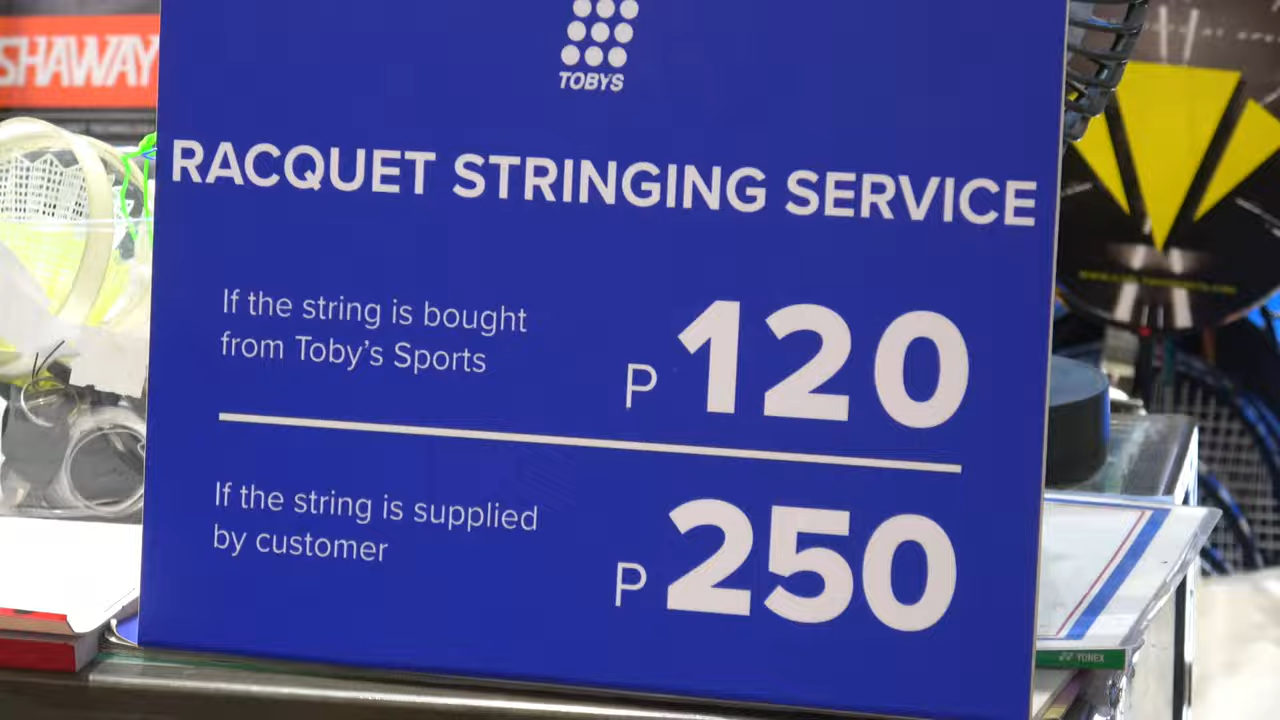 SHAWAY
TOBYS
RACQUET STRINGING SERVICE
If the string is bought
from Toby's Sports
P 120
If the string is supplied
by customer
P 250
YONEX